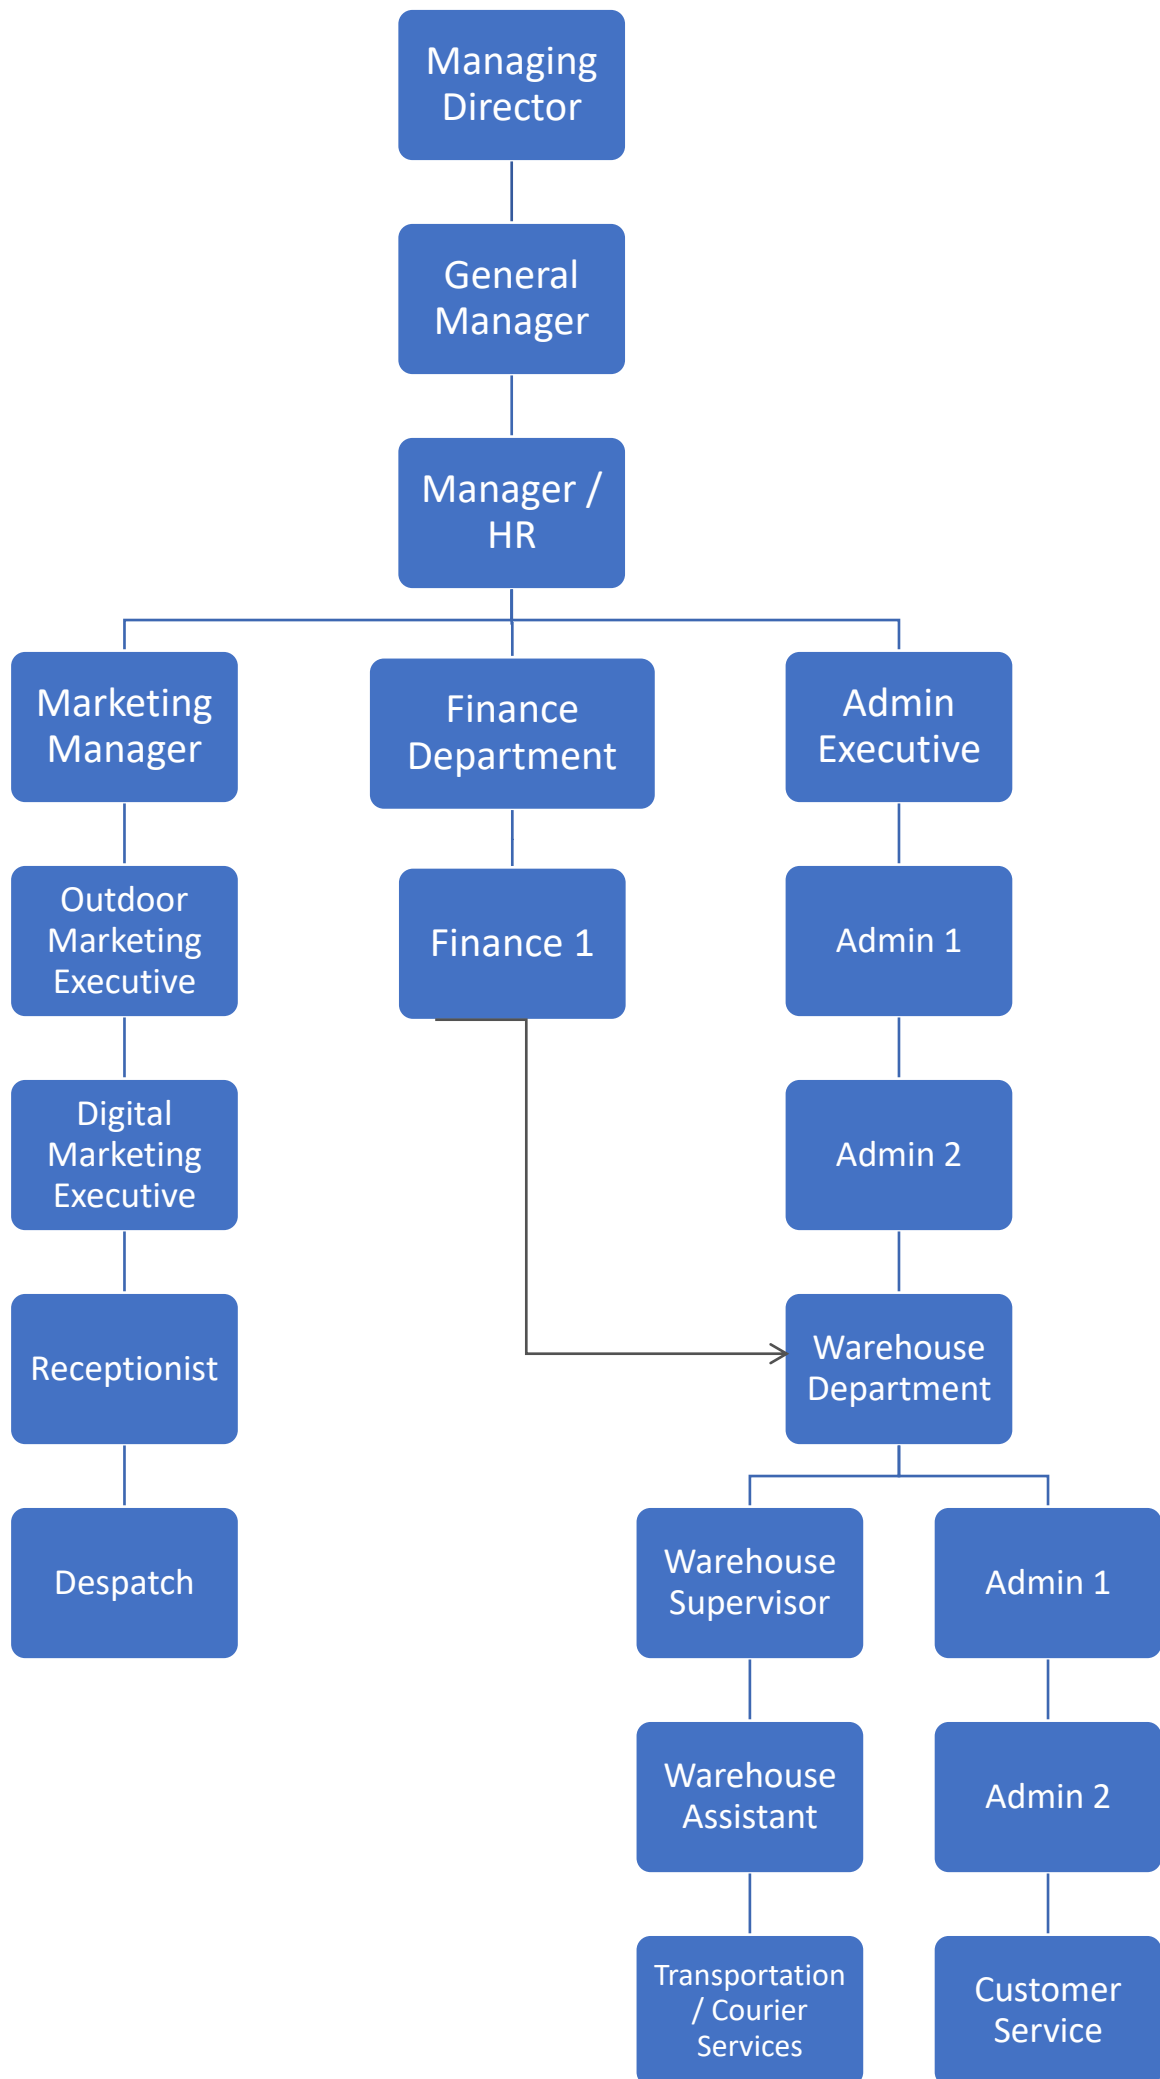 Managing
Director
General
Manager
Manager /
HR
Marketing
Manager
Finance
Department
Admin
Executive
Outdoor
Marketing
Executive
Finance 1
Admin 1
Digital
Marketing
Executive
Admin 2
Receptionist
Warehouse
Department
Despatch
Warehouse
Supervisor
Admin 1
Warehouse
Assistant
Admin 2
Transportation
/ Courier
Services
Customer
Service